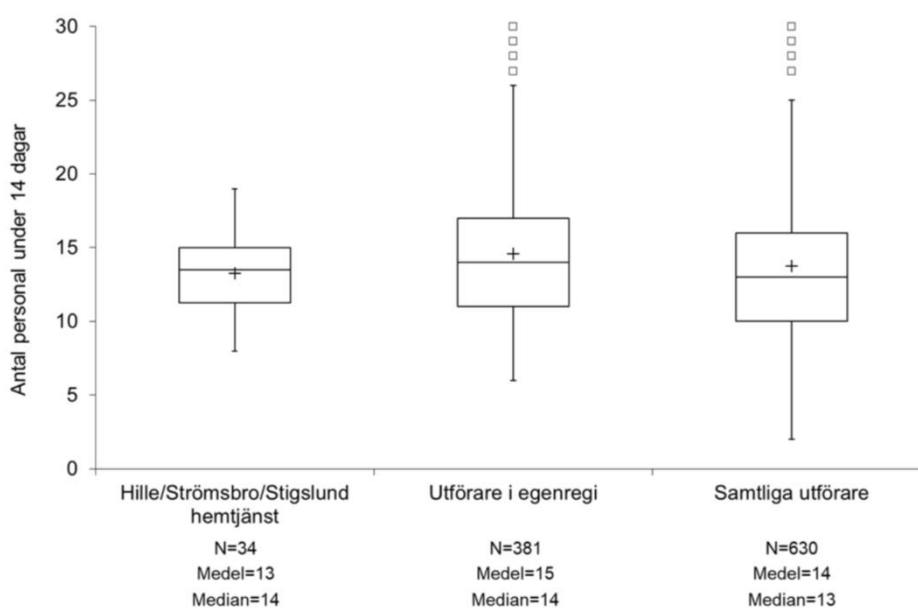 Antal personal under 14 dagar
30
25
20
15
10
5
0
Hille/Strömsbro/Stigslund
hemtjänst
Utförare i egenregi
Samtliga utförare
N=34
N=381
N=630
Medel=13
Medel=15
Medel=14
Median=14
Median=14
Median=13